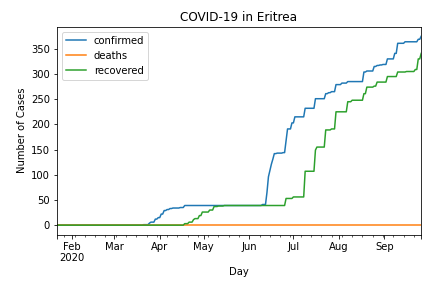 COVID-19 in Eritrea
confirmed
deaths
recovered
Number of Cases
350
300
250
200
150
100
50
0
Feb Mar Apr May Jun Jul Aug Sep
2020
Day